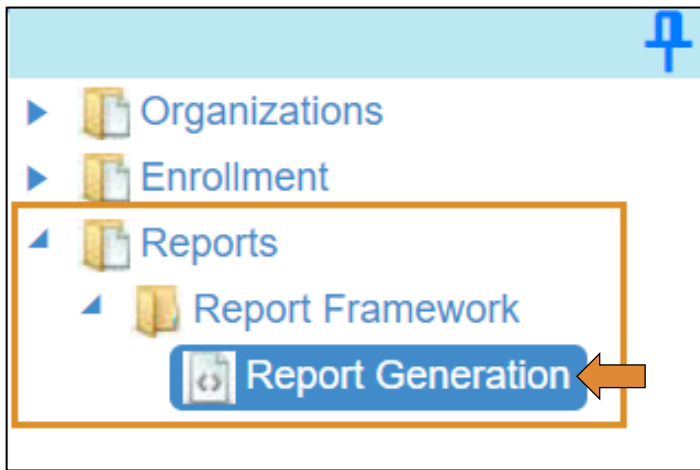 Organizations
Enrollment
Reports
Report Framework
Report Generation